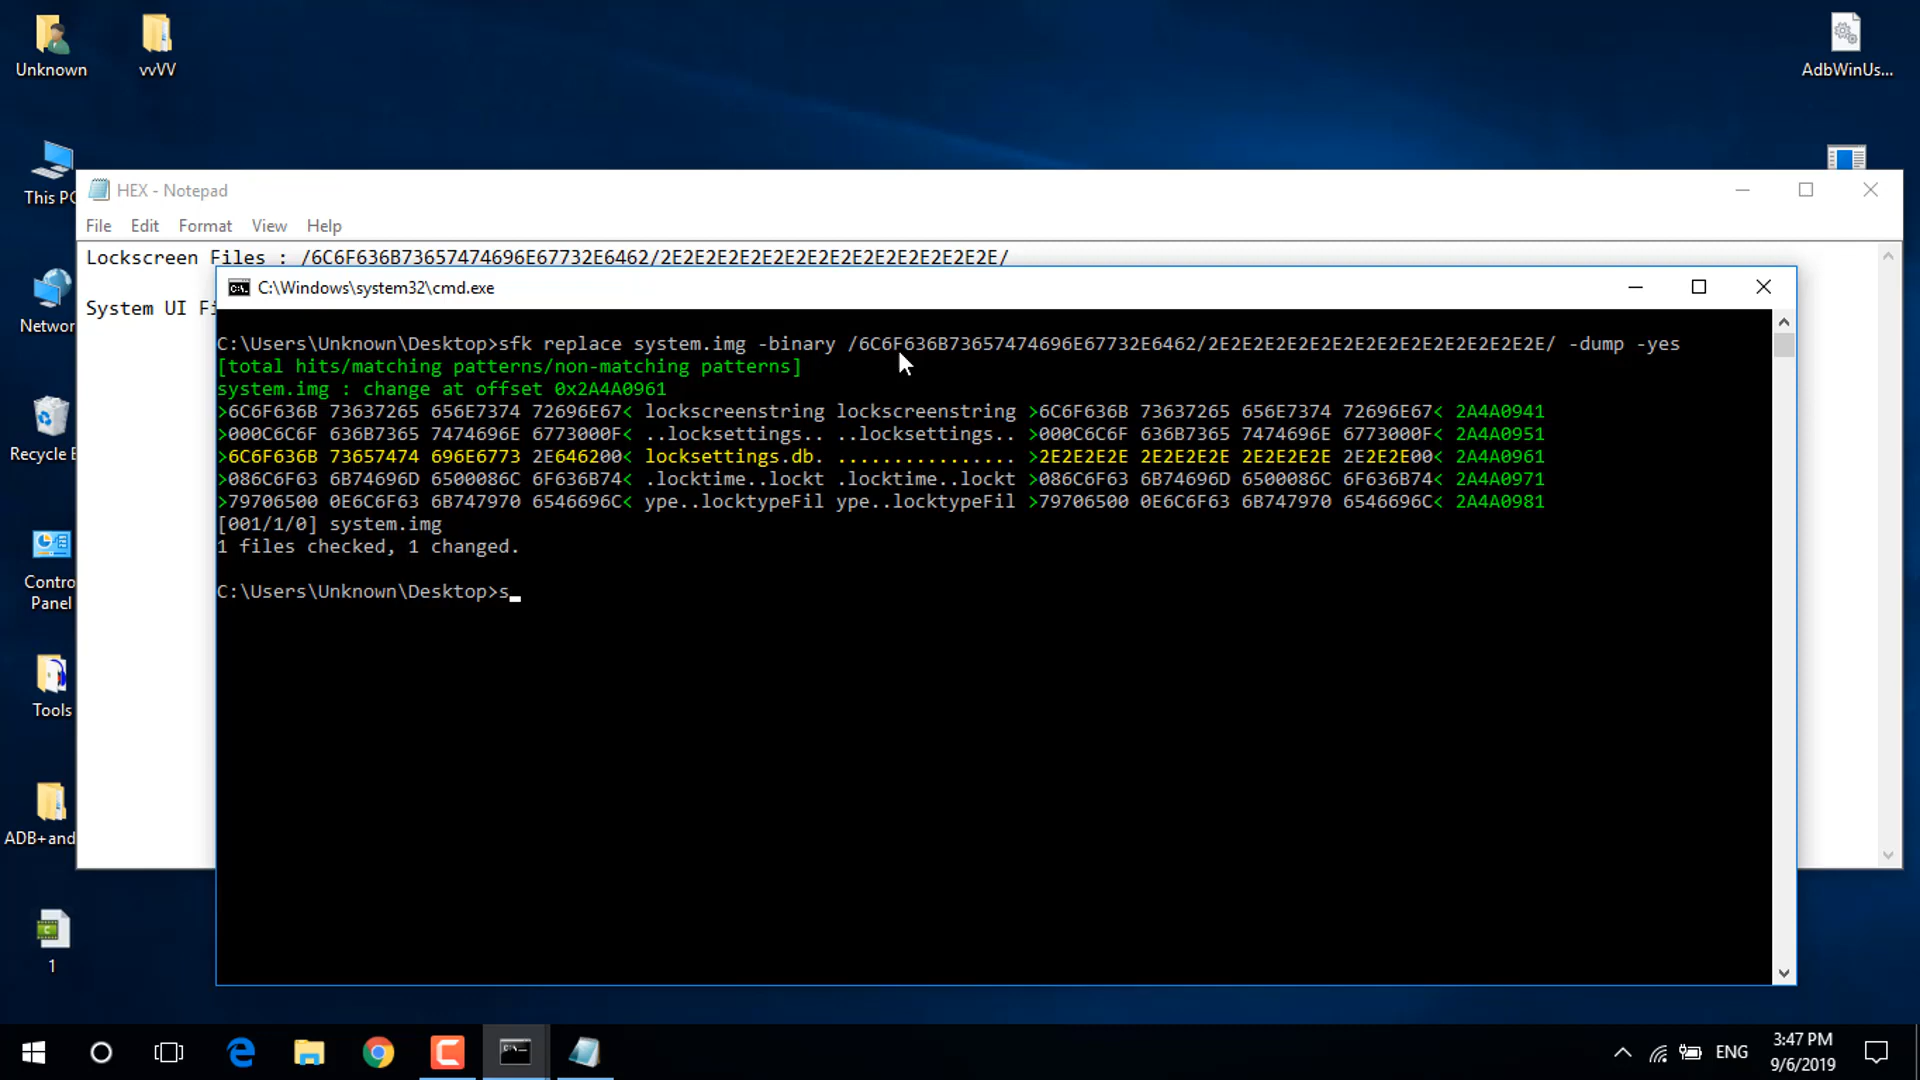 Unknown
vvVV
AdbWinUs...
This PC
HEX - Notepad
File Edit Format View Help
Lockscreen Files : /6C6F636B73657474696E67732E6462/2E2E2E2E2E2E2E2E2E2E2E2E2E2E2E/
System UI Fi
C:\Windows\system32\cmd.exe
C:\Users\Unknown\Desktop>sfk replace system.img -binary /6C6F636B73657474696E67732E6462/2E2E2E2E2E2E2E2E2E2E2E2E2E2E2E/ -dump -yes
[total hits/matching patterns/non-matching patterns]
system.img : change at offset 0x2A4A0961
>6C6F636B 73637265 656E7374 72696E67< lockscreenstring lockscreenstring >6C6F636B 73637265 656E7374 72696E67< 2A4A0941
>000C6C6F 636B7365 7474696E 6773000F< ..locksettings.. ..locksettings.. >000C6C6F 636B7365 7474696E 6773000F< 2A4A0951
>6C6F636B 73657474 696E6773 2E646200< locksettings.db. ................ >2E2E2E2E 2E2E2E2E 2E2E2E2E 2E2E2E00< 2A4A0961
>086C6F63 6B74696D 6500086C 6F636B74< .locktime..lockt .locktime..lockt >086C6F63 6B74696D 6500086C 6F636B74< 2A4A0971
>79706500 0E6C6F63 6B747970 6546696C< ype..locktypeFil ype..locktypeFil >79706500 0E6C6F63 6B747970 6546696C< 2A4A0981
[001/1/0] system.img
1 files checked, 1 changed.
C:\Users\Unknown\Desktop>s_
Networ
Recycle B
Contro
Panel
Tools
ADB+and
1
ENG
3:47 PM
9/6/2019